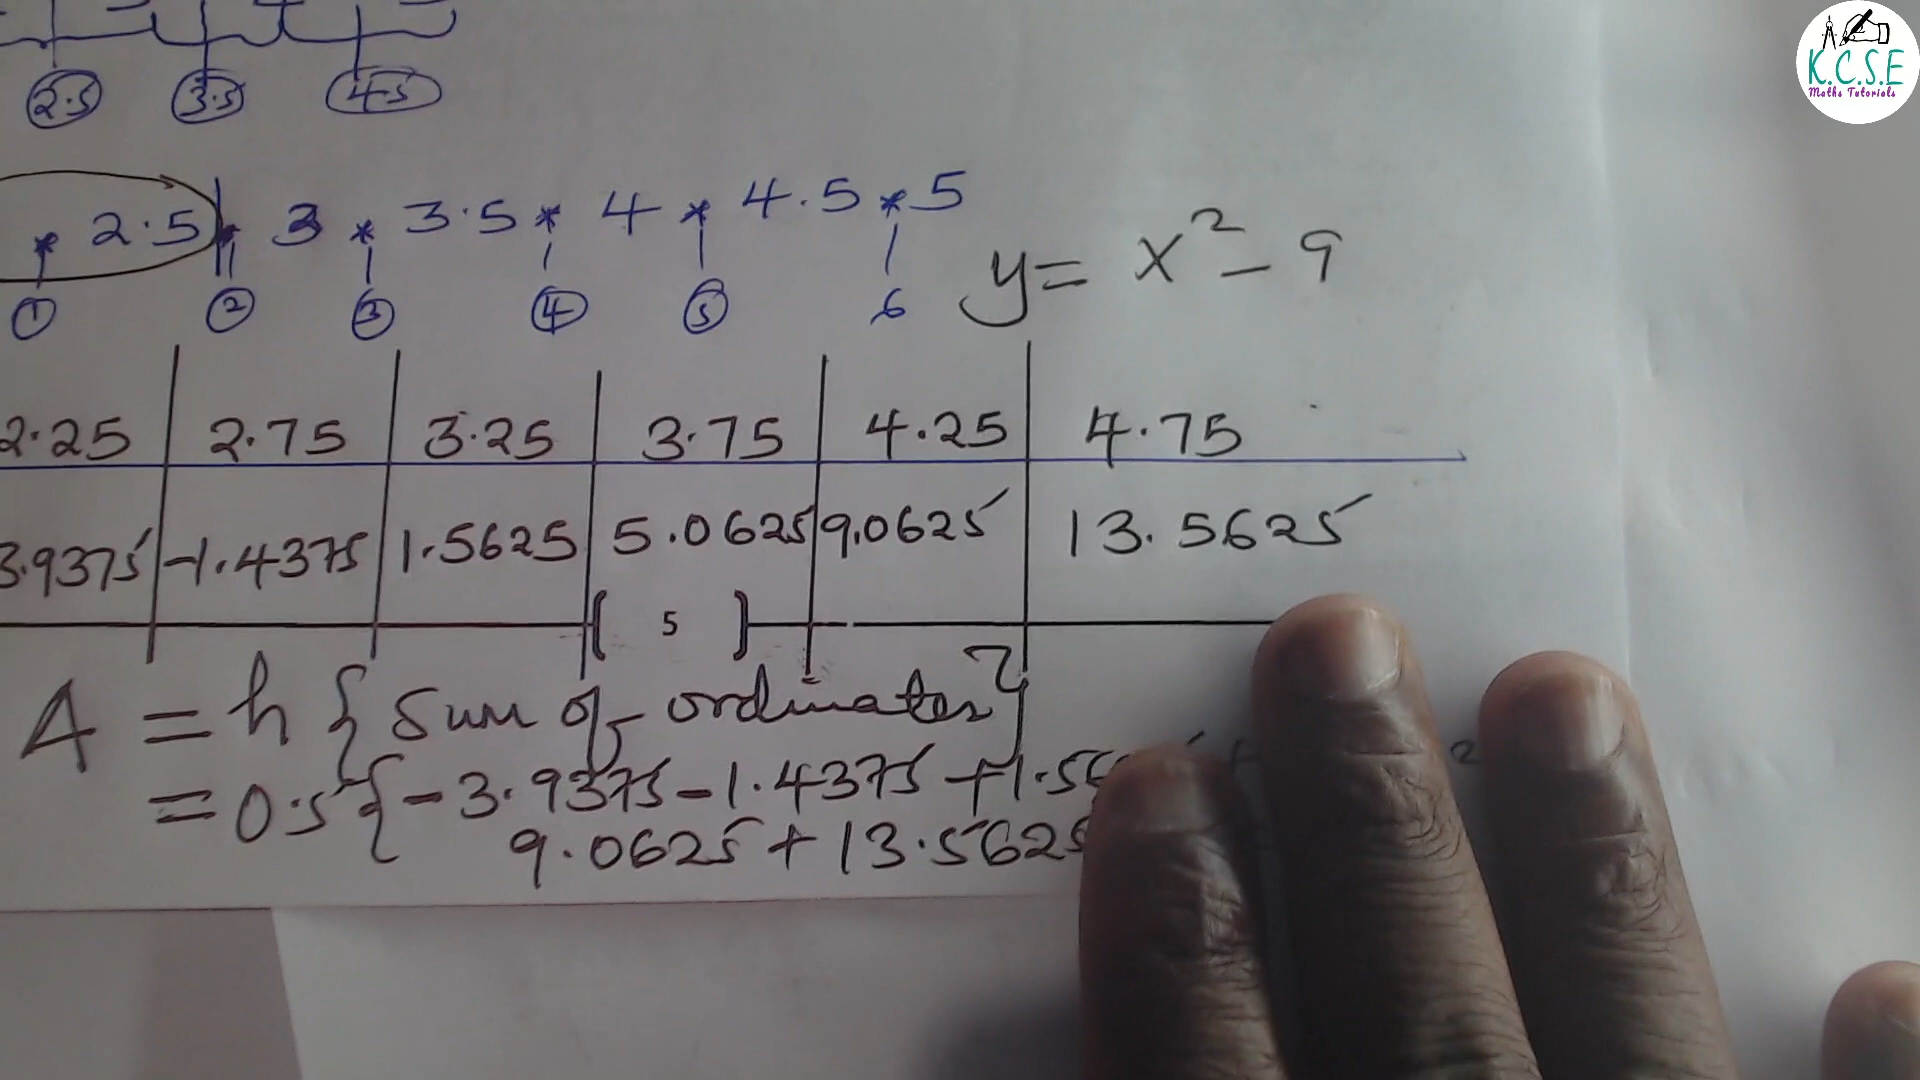 K.C.S.E
Maths Tutorials
2.5 3.5 4.5
* 2.5 * 3 * 3.5 * 4 * 4.5 * 5
1 2 3 4 5 6
y = x² - 9
2.25 2.75 3.25 3.75 4.25 4.75
3.9375 -1.4375 1.5625 5.0625 9.0625 13.5625
[ 5 ]
A = h { Sum of ordinates }
= 0.5 { - 3.9375 - 1.4375 + 1.56
9.0625 + 13.5625